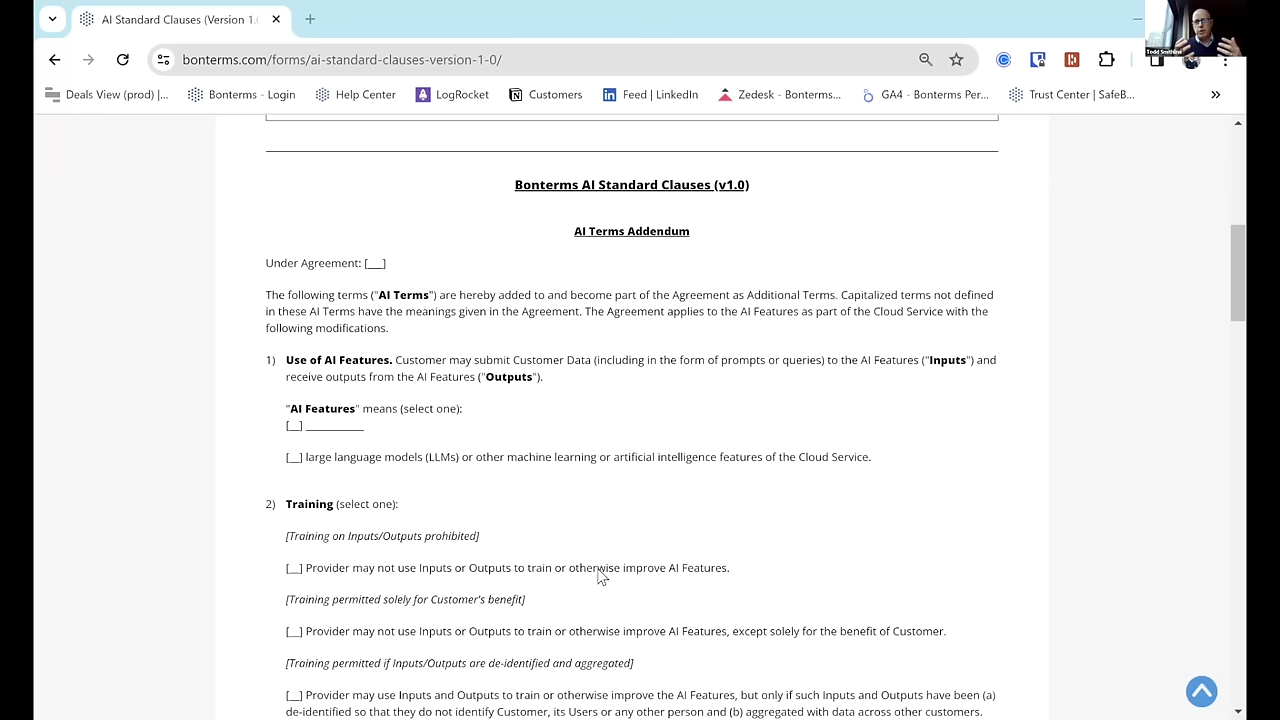 AI Standard Clauses (Version 1.
bonterms.com/forms/ai-standard-clauses-version-1-0/
Todd Smithline
Deals View (prod) |...
Bonterms - Login
Help Center
LogRocket
Customers
Feed | LinkedIn
Zedesk - Bonterms...
GA4 - Bonterms Per...
Trust Center | SafeB...
Bonterms AI Standard Clauses (v1.0)
AI Terms Addendum
Under Agreement: [__]
The following terms ("AI Terms") are hereby added to and become part of the Agreement as Additional Terms. Capitalized terms not defined
in these AI Terms have the meanings given in the Agreement. The Agreement applies to the AI Features as part of the Cloud Service with the
following modifications.
1) Use of AI Features. Customer may submit Customer Data (including in the form of prompts or queries) to the AI Features ("Inputs") and
receive outputs from the AI Features ("Outputs").
"AI Features" means (select one):
[__] __________
[__] large language models (LLMs) or other machine learning or artificial intelligence features of the Cloud Service.
2) Training (select one):
[Training on Inputs/Outputs prohibited]
[__] Provider may not use Inputs or Outputs to train or otherwise improve AI Features.
[Training permitted solely for Customer's benefit]
[__] Provider may not use Inputs or Outputs to train or otherwise improve AI Features, except solely for the benefit of Customer.
[Training permitted if Inputs/Outputs are de-identified and aggregated]
[__] Provider may use Inputs and Outputs to train or otherwise improve the AI Features, but only if such Inputs and Outputs have been (a)
de-identified so that they do not identify Customer, its Users or any other person and (b) aggregated with data across other customers.